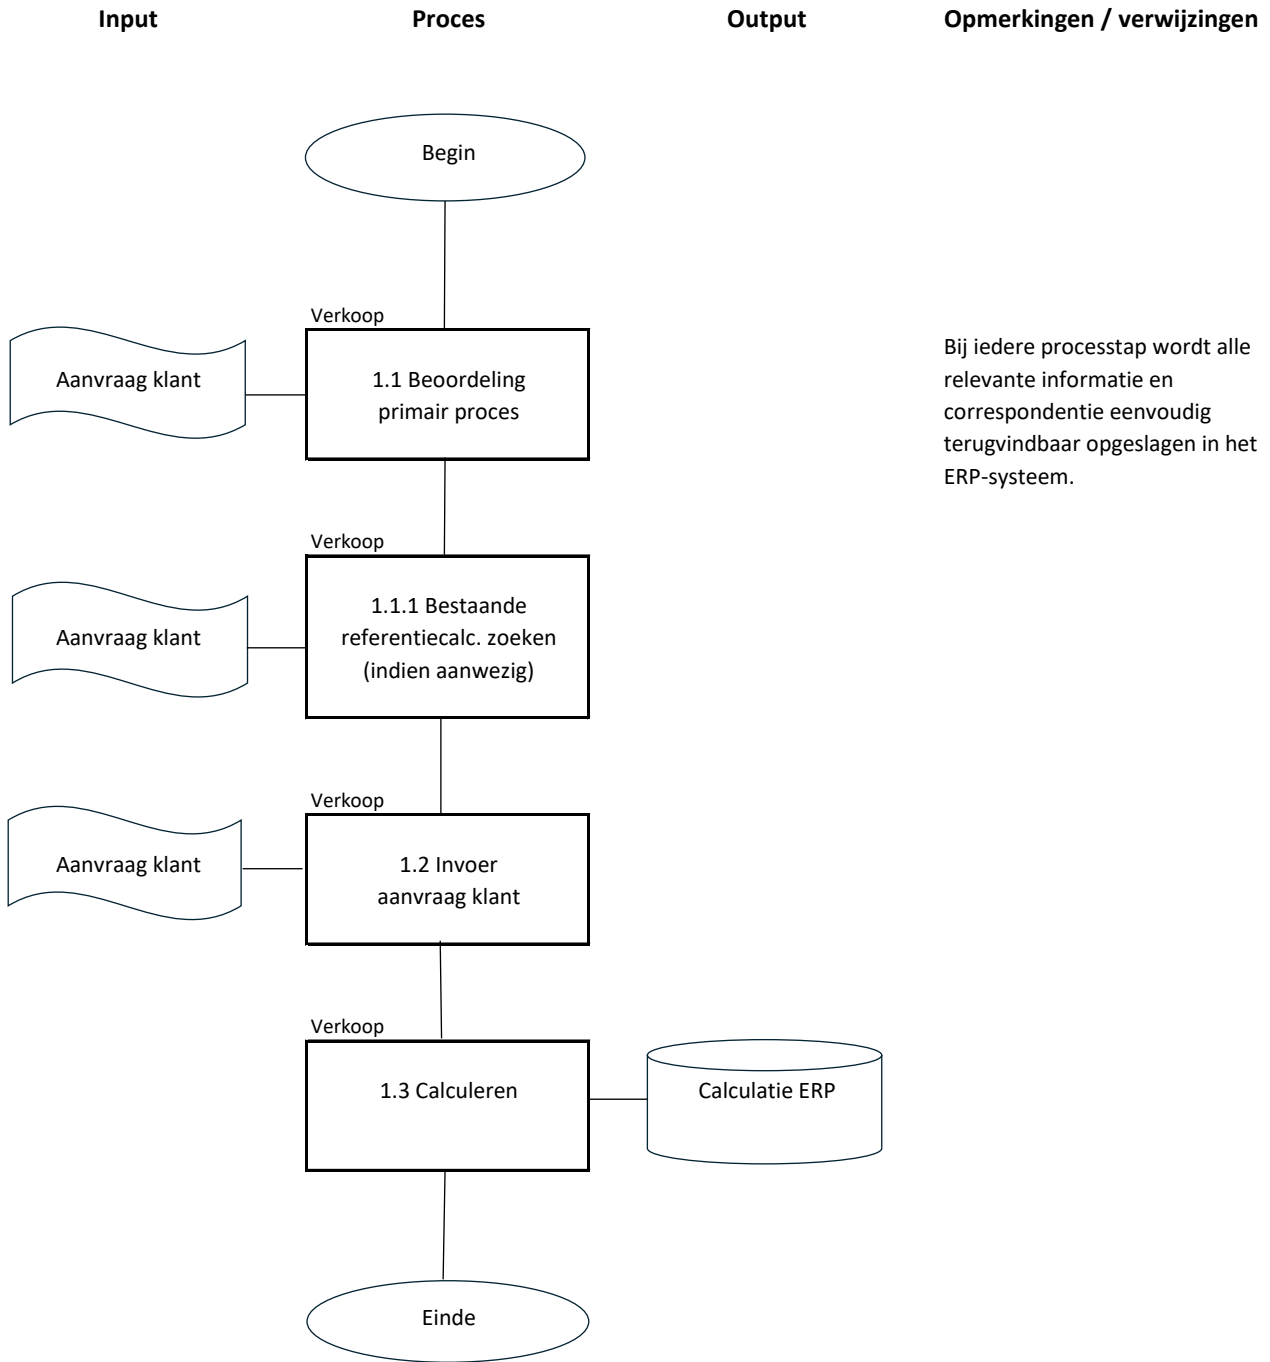 Input Proces Output Opmerkingen / verwijzingen
Begin
Verkoop
Aanvraag klant
1.1 Beoordeling
primair proces
Bij iedere processtap wordt alle
relevante informatie en
correspondentie eenvoudig
terugvindbaar opgeslagen in het
ERP-systeem.
Verkoop
Aanvraag klant
1.1.1 Bestaande
referentiecalc. zoeken
(indien aanwezig)
Verkoop
Aanvraag klant
1.2 Invoer
aanvraag klant
Verkoop
1.3 Calculeren
Calculatie ERP
Einde